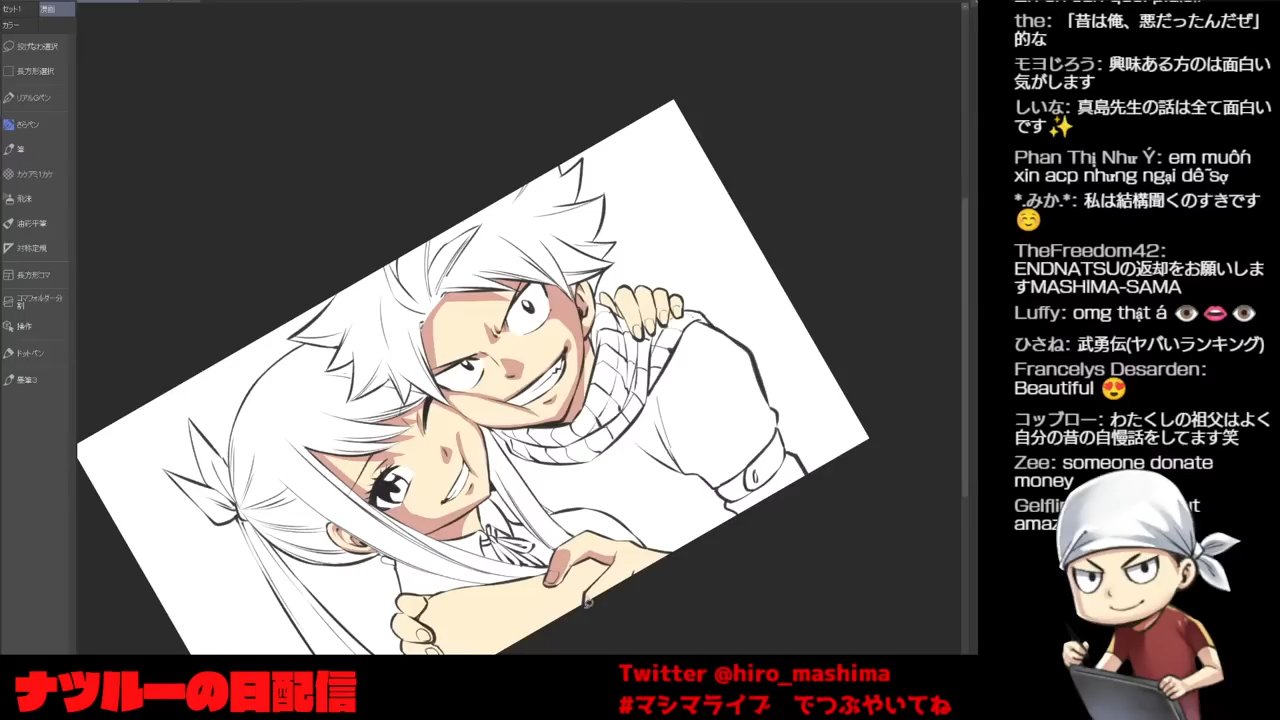 セット1
カラー
投げなわ選択
長方形選択
リアルGペン
ざらペン
筆
カケアミ1カケ
飛沫
油彩平筆
対称定規
長方形コマ
コマフォルダー分割
操作
ドットペン
the: 「昔は俺、悪だったんだぜ」
的な
モヨじろう: 興味ある方のは面白い
気がします
しいな: 真島先生の話は全て面白い
です✨
Phan Thị Như Ý: em muốn
xin acp nhưng ngại dễ sợ
*.みか.*: 私は結構聞くのすきです
☺️
TheFreedom42:
ENDNATSUの返却をお願いしま
すMASHIMA-SAMA
Luffy: omg thật á 👁👄👁
ひさね: 武勇伝(ヤバいランキング)
Francelys Desarden:
Beautiful 😍
コッブロー: わたくしの祖父はよく
自分の昔の自慢話をしてます笑
Zee: someone donate
money
ナツルーの日配信
Twitter @hiro_mashima
#マシマライブ でつぶやいてね